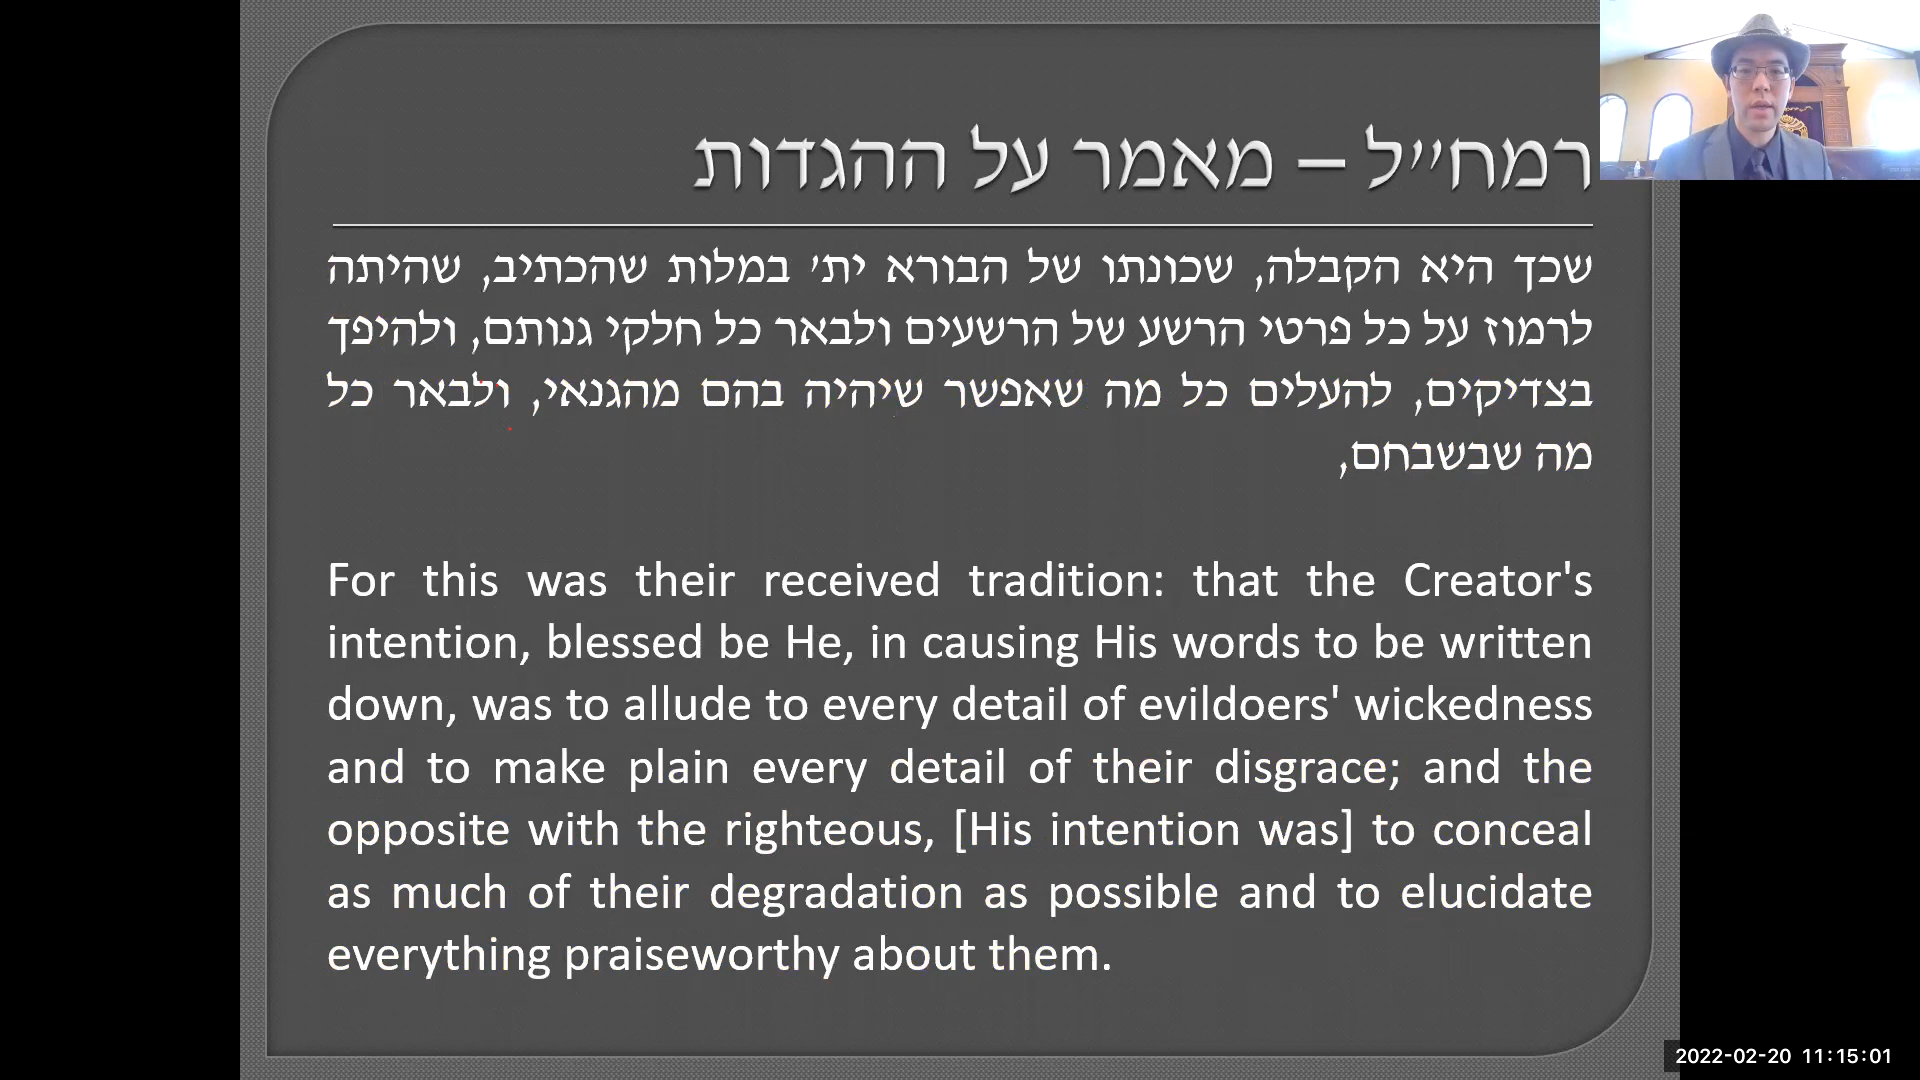 רמח״ל – מאמר על ההגדות
שכך היא הקבלה, שכונתו של הבורא ית׳ במלות שהכתיב, שהיתה
לרמוז על כל פרטי הרשע של הרשעים ולבאר כל חלקי גנותם, ולהיפך
בצדיקים, להעלים כל מה שאפשר שיהיה בהם מהגנאי, ולבאר כל
מה שבשבחם,
For this was their received tradition: that the Creator's
intention, blessed be He, in causing His words to be written
down, was to allude to every detail of evildoers' wickedness
and to make plain every detail of their disgrace; and the
opposite with the righteous, [His intention was] to conceal
as much of their degradation as possible and to elucidate
everything praiseworthy about them.
2022-02-20 11:15:01